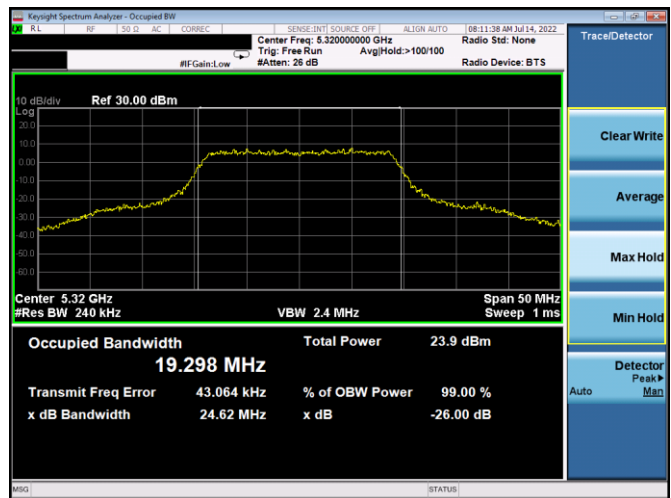 Keysight Spectrum Analyzer - Occupied BW
RL RF 50 Ω AC CORREC SENSE:INT SOURCE OFF ALIGN AUTO 08:11:38 AM Jul 14, 2022
Center Freq: 5.320000000 GHz Radio Std: None
Trig: Free Run Avg|Hold:>100/100
#IFGain:Low #Atten: 26 dB Radio Device: BTS
Trace/Detector
10 dB/div Ref 30.00 dBm
Log
20.0
10.0
0.00
-10.0
-20.0
-30.0
-40.0
-50.0
-60.0
Center 5.32 GHz Span 50 MHz
#Res BW 240 kHz VBW 2.4 MHz Sweep 1 ms
Occupied Bandwidth Total Power 23.9 dBm
19.298 MHz
Transmit Freq Error 43.064 kHz % of OBW Power 99.00 %
x dB Bandwidth 24.62 MHz x dB -26.00 dB
Clear Write
Average
Max Hold
Min Hold
Detector
Peak▶
Auto Man
MSG STATUS